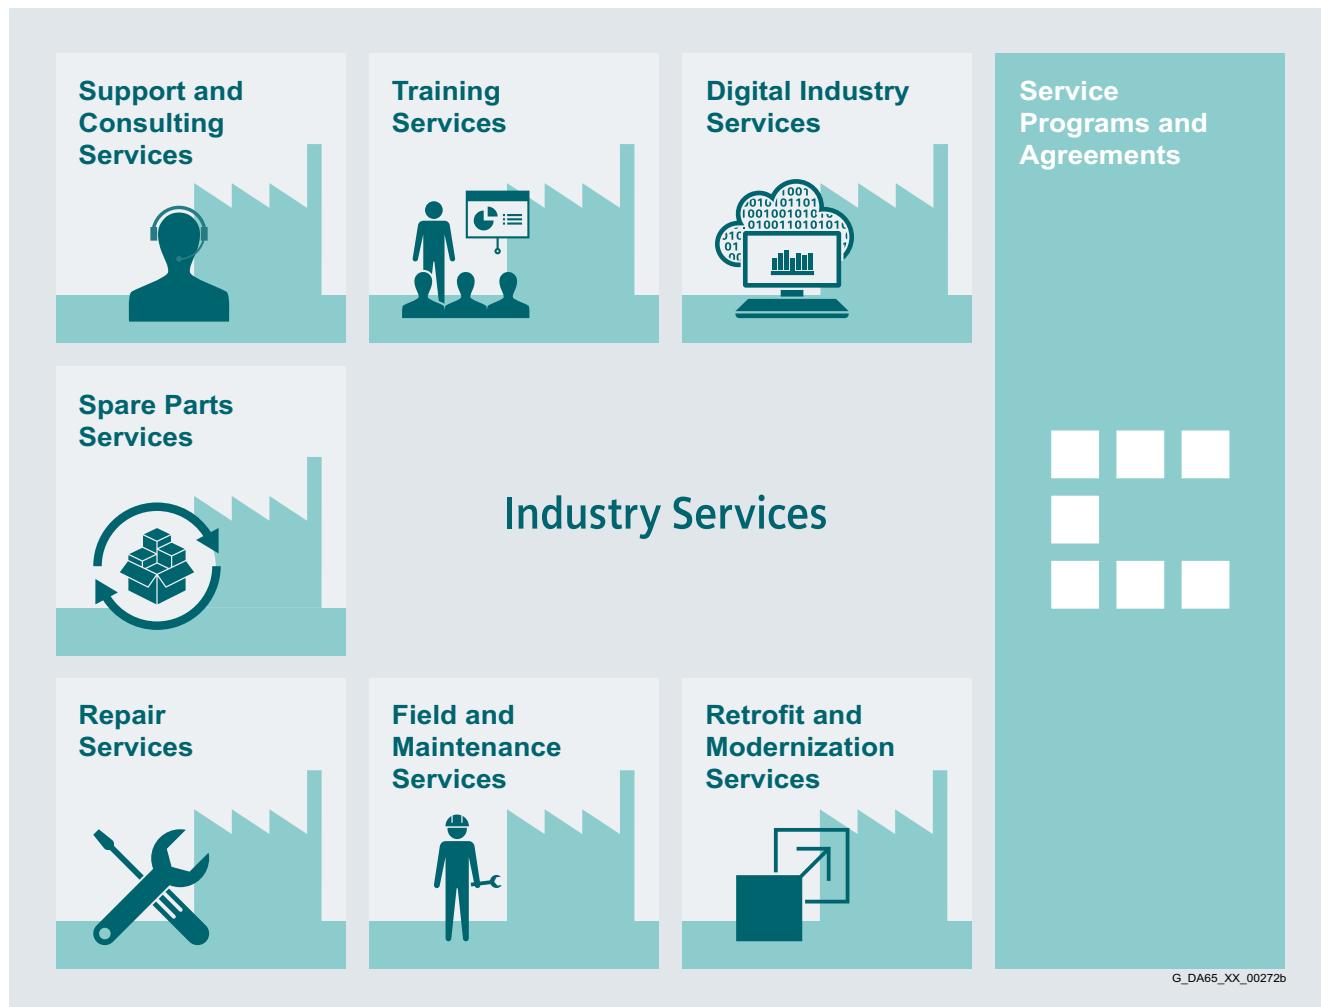 Support and
Consulting
Services
Training
Services
Digital Industry
Services
Service
Programs and
Agreements
Spare Parts
Services
Industry Services
Repair
Services
Field and
Maintenance
Services
Retrofit and
Modernization
Services
G_DA65_XX_00272b